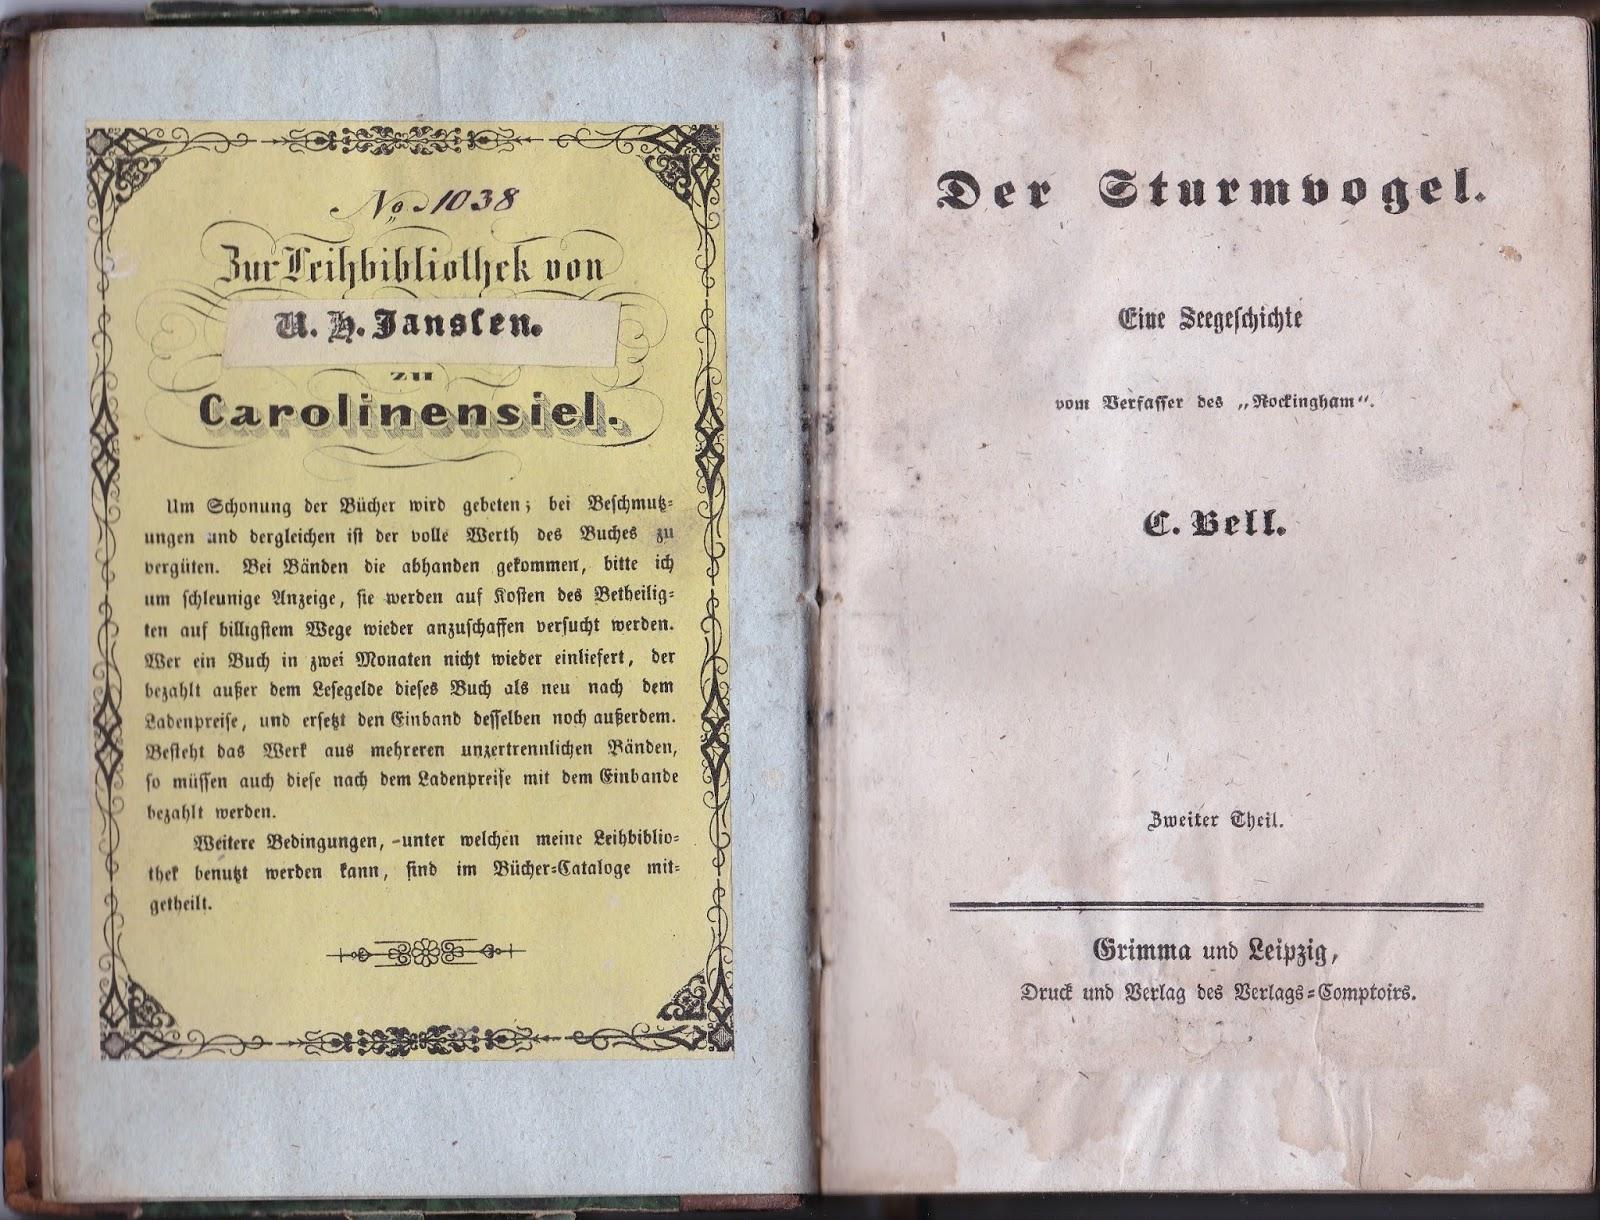 No. 1038
Zur Leihbibliothek von
U. H. Janssen.
zu
Carolinensiel.
Um Schonung der Bücher wird gebeten; bei Beschmutz-
ungen und dergleichen ist der volle Werth des Buches zu
vergüten. Bei Bänden die abhanden gekommen, bitte ich
um schleunige Anzeige, sie werden auf Kosten des Betheilig-
ten auf billigstem Wege wieder anzuschaffen versucht werden.
Wer ein Buch in zwei Monaten nicht wieder einliefert, der
bezahlt außer dem Lesegelde dieses Buch als neu nach dem
Ladenpreise, und ersetzt den Einband desselben noch außerdem.
Besteht das Werk aus mehreren unzertrennlichen Bänden,
so müssen auch diese nach dem Ladenpreise mit dem Einbande
bezahlt werden.
Weitere Bedingungen, unter welchen meine Leihbiblio-
thek benutzt werden kann, sind im Bücher-Cataloge mit-
getheilt.
Der Sturmvogel.
Eine Seegeschichte
vom Verfasser des „Rockingham“.
C. Bell.
Zweiter Theil.
Grimma und Leipzig,
Druck und Verlag des Verlags-Comptoirs.